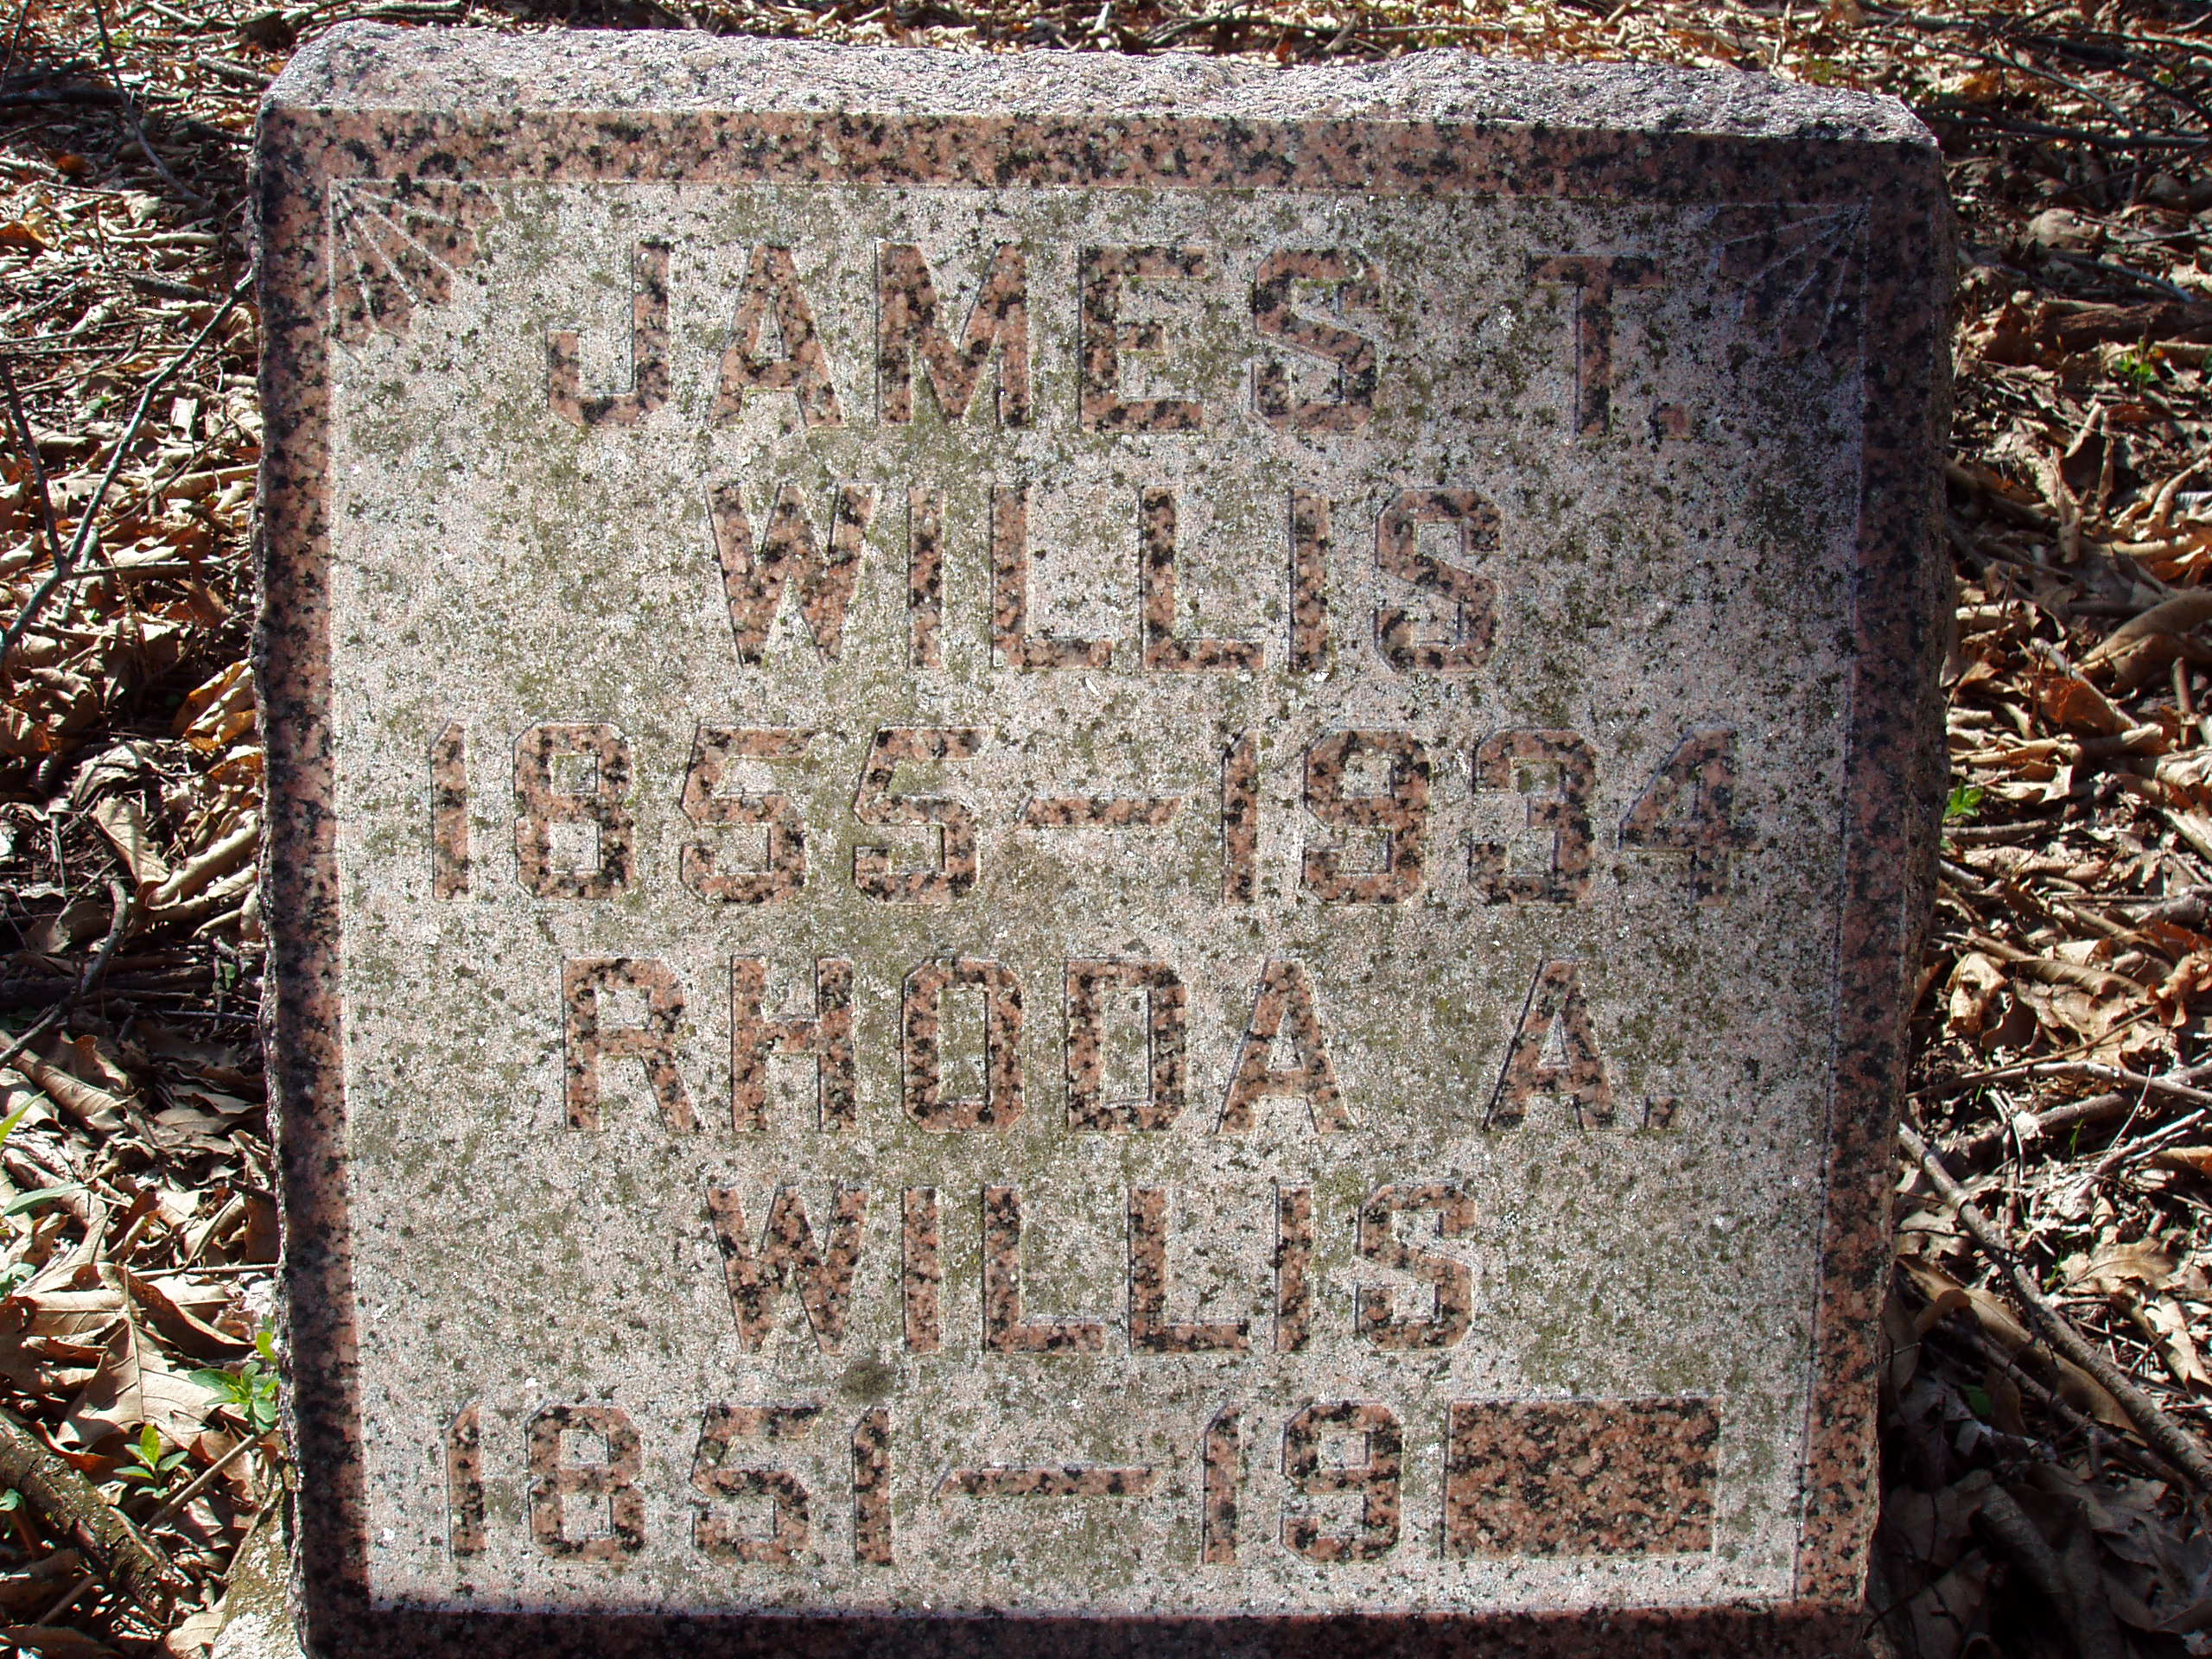 JAMES T.
WILLIS
1855—1934
RHODA A.
WILLIS
1851—19